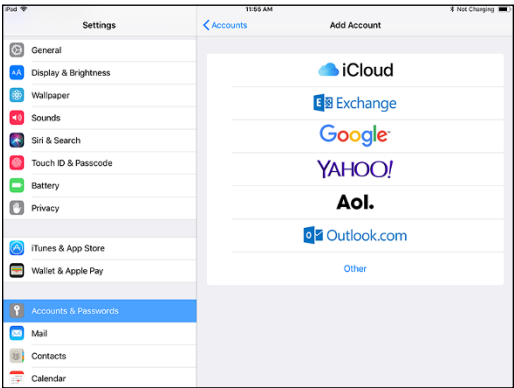 iPad
11:55 AM
Not Charging
Settings
Accounts
Add Account
General
AA
Display & Brightness
Wallpaper
Sounds
Siri & Search
Touch ID & Passcode
Battery
Privacy
iTunes & App Store
Wallet & Apple Pay
Accounts & Passwords
Mail
Contacts
Calendar
iCloud
Exchange
Google
YAHOO!
Aol.
Outlook.com
Other